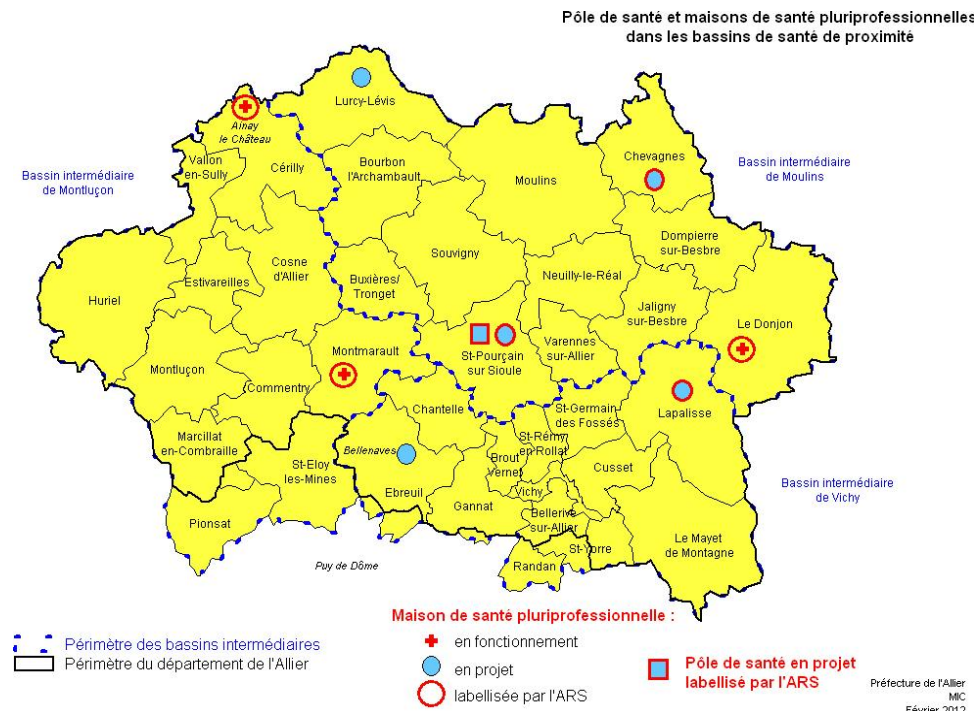 Pôle de santé et maisons de santé pluriprofessionnelles
dans les bassins de santé de proximité
Lurcy-Lévis
Ainay
le Château
Vallon
en-Sully
Cérilly
Bourbon
l'Archambault
Moulins
Chevagnes
Bassin intermédiaire
de Montluçon
Bassin intermédiaire
de Moulins
Dompierre
sur-Besbre
Souvigny
Neuilly-le-Réal
Cosne
d'Allier
Buxières/
Tronget
Estivareilles
Huriel
Jaligny
sur-Besbre
Le Donjon
St-Pourçain
sur Sioule
Varennes
sur-Allier
Montmarault
Montluçon
Commentry
Chantelle
St-Germain
des Fossés
Lapalisse
Marcillat
en-Combraille
St-Eloy
les-Mines
Bellenaves
St-Rémy
en-Rollat
Brout
Vernet
Cusset
Vichy
Ebreuil
Gannat
Bellerive
sur-Allier
Bassin intermédiaire
de Vichy
Pionsat
Le Mayet
de Montagne
St-Yorre
Randan
Puy de Dôme
Maison de santé pluriprofessionnelle :
en fonctionnement
en projet
labellisée par l'ARS
Périmètre des bassins intermédiaires
Périmètre du département de l'Allier
Pôle de santé en projet
labellisé par l'ARS
Préfecture de l'Allier
MIC
Février 2012